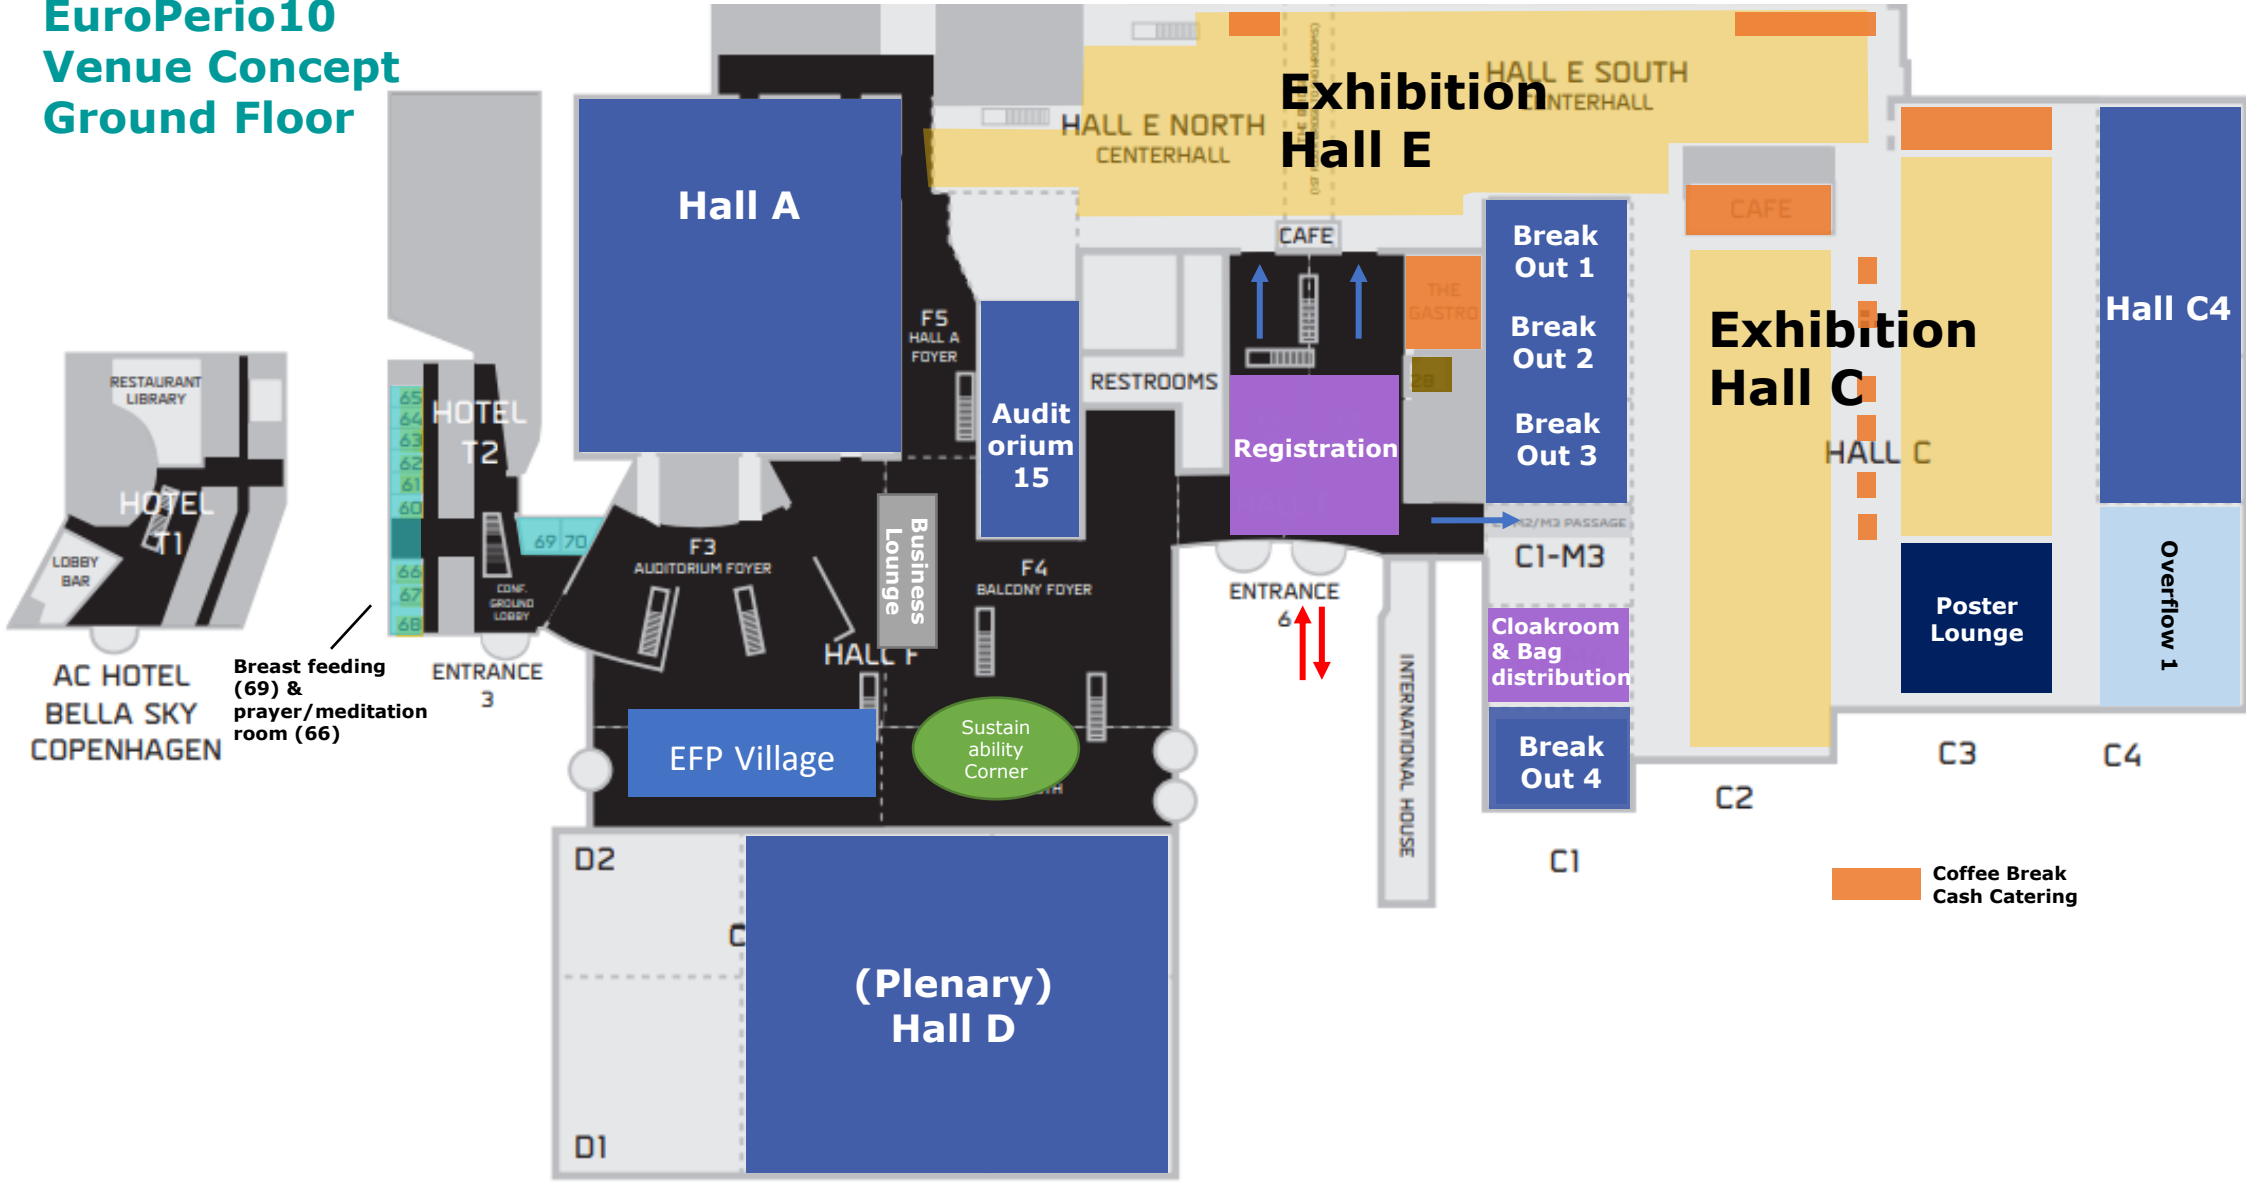 EuroPerio10
Venue Concept
Ground Floor
HALL E SOUTH
CENTERHALL
Exhibition
Hall E
HALL E NORTH
CENTERHALL
Hall A
CAFE
CAFE
Break
Out 1
Break
Out 2
Break
Out 3
THE
GASTRO
28
Exhibition
Hall C
HALL C
Hall C4
F5
HALL A
FOYER
RESTROOMS
Audit
orium
15
Registration
RESTAURANT
LIBRARY
HOTEL
T1
LOBBY
BAR
AC HOTEL
BELLA SKY
COPENHAGEN
65
64
63
62
61
60
66
67
68
HOTEL
T2
69 70
CONF.
GROUND
LOBBY
Breast feeding
(69) &
prayer/meditation
room (66)
ENTRANCE
3
F3
AUDITORIUM FOYER
Business
Lounge
F4
BALCONY FOYER
HALL F
ENTRANCE
6
M2/M3 PASSAGE
C1-M3
Cloakroom
& Bag
distribution
Break
Out 4
INTERNATIONAL HOUSE
Poster
Lounge
Overflow 1
EFP Village
Sustain
ability
Corner
C1
C2
C3
C4
D2
D1
(Plenary)
Hall D
Coffee Break
Cash Catering